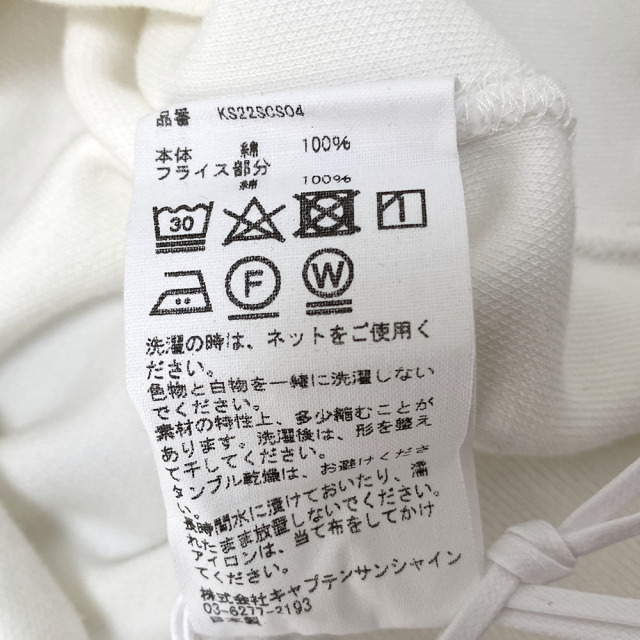 品番 KS22SCS04
本体 綿 100%
フライス部分
綿 100%
30
F W
洗濯の時は、ネットをご使用く
ださい。
色物と白物を一緒に洗濯しない
でください。
素材の特性上、多少縮むことが
あります。洗濯後は、形を整え
て干してください。
タンブル乾燥は、お避けくださ
い。
長時間水に漬けておいたり、濡
れたまま放置しないでください。
アイロンは、当て布をしてかけ
てください。
株式会社キャプテンサンシャイン
03-6277-2193
日本製